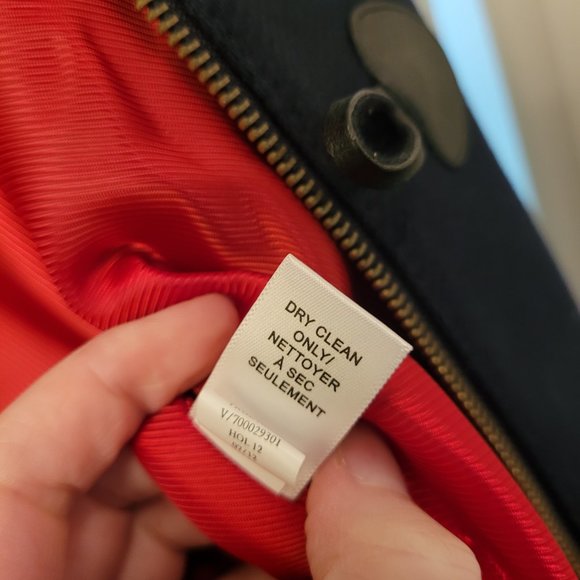 DRY CLEAN
ONLY/
NETTOYER
À SEC
SEULEMENT
V/700029301
HOL 12